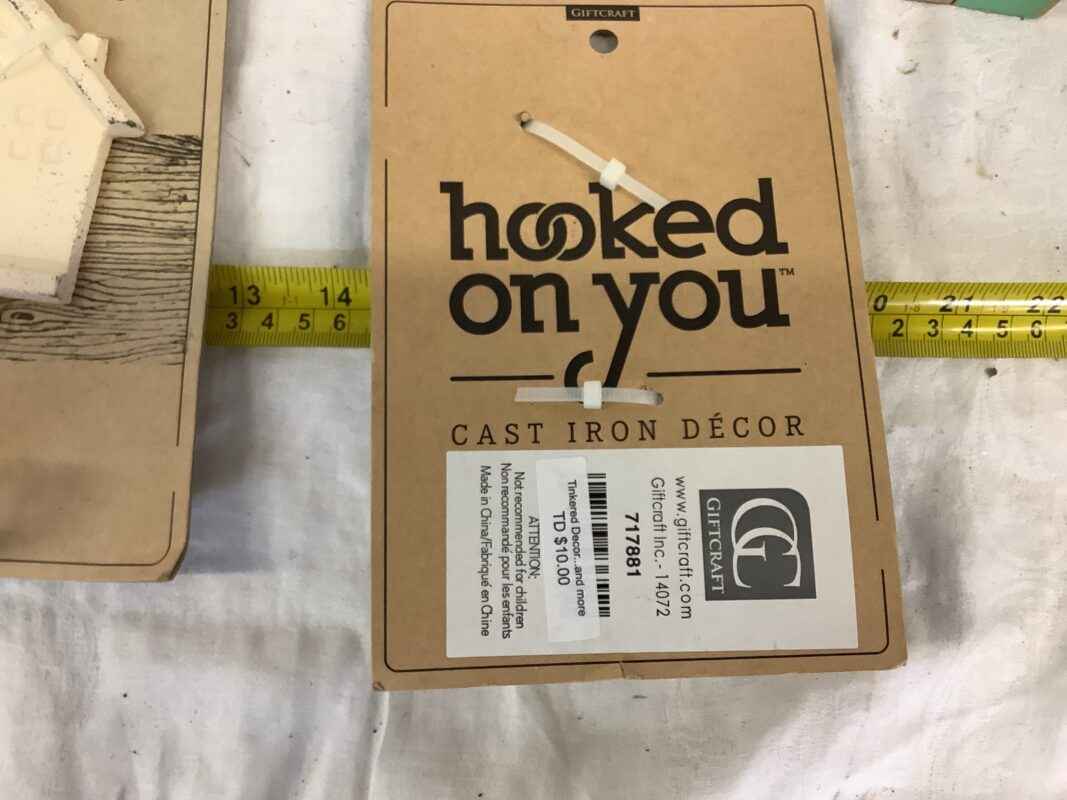 GIFTCRAFT
hooked
on you™
CAST IRON DÉCOR
GC
GIFTCRAFT
www.giftcraft.com
Giftcraft Inc.- 14072
717881
Tinkered Decor...and more
TD $10.00
ATTENTION:
Not recommended for children
Non recommandé pour les enfants
Made in China/Fabriqué en Chine
13 14
3 4 5 6
0 21 22
2 3 4 5 6